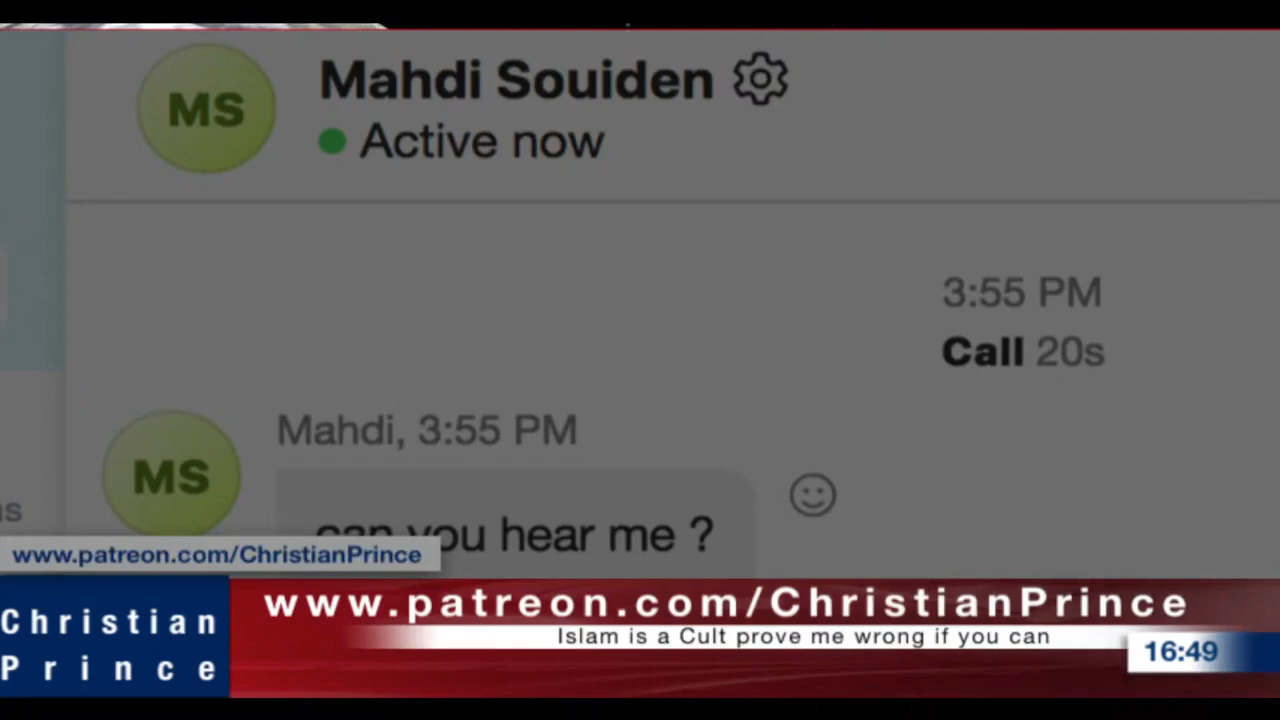 MS
Mahdi Souiden
Active now
3:55 PM
Call 20s
Mahdi, 3:55 PM
MS
can you hear me ?
www.patreon.com/ChristianPrince
www.patreon.com/ChristianPrince
Islam is a Cult prove me wrong if you can
Christian
Prince
16:49